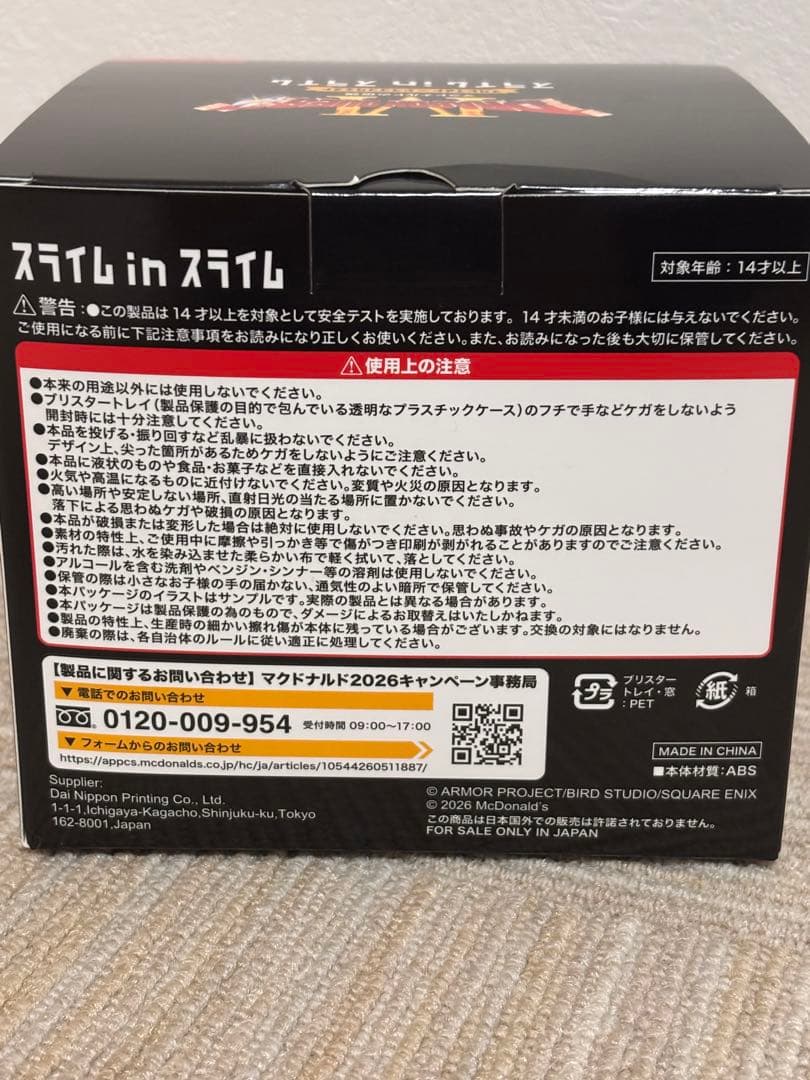 スライム in スライム
スライム in スライム
対象年齢：14才以上
⚠警告：●この製品は14才以上を対象として安全テストを実施しております。14才未満のお子様には与えないでください。
ご使用になる前に下記注意事項をお読みになり正しくお使いください。また、お読みになった後も大切に保管してください。
⚠使用上の注意
●本来の用途以外には使用しないでください。
●ブリスタートレイ（製品保護の目的で包んでいる透明なプラスチックケース）のフチで手などケガをしないよう
開封時には十分注意してください。
●本品を投げる・振り回すなど乱暴に扱わないでください。
デザイン上、尖った箇所があるためケガをしないようにご注意ください。
●本品に液状のものや食品・お菓子などを直接入れないでください。
●火気や高温になるものに近付けないでください。変質や火災の原因となります。
●高い場所や安定しない場所、直射日光の当たる場所に置かないでください。
落下による思わぬケガや破損の原因となります。
●本品が破損または変形した場合は絶対に使用しないでください。思わぬ事故やケガの原因となります。
●素材の特性上、ご使用中に摩擦や引っかき等で傷がつき印刷が剥がれることがありますのでご注意ください。
●汚れた際は、水を染み込ませた柔らかい布で軽く拭いて、落としてください。
●アルコールを含む洗剤やベンジン・シンナー等の溶剤は使用しないでください。
●保管の際は小さなお子様の手の届かない、通気性のよい暗所で保管してください。
●本パッケージのイラストはサンプルです。実際の製品とは異なる場合があります。
●本パッケージは製品保護の為のもので、ダメージによるお取替えはいたしかねます。
●製品の特性上、生産時の細かい擦れ傷が本体に残っている場合がございます。交換の対象にはなりません。
●廃棄の際は、各自治体のルールに従い適正に処理してください。
【製品に関するお問い合わせ】マクドナルド2026キャンペーン事務局
▼電話でのお問い合わせ
0120-009-954 受付時間 09:00～17:00
▼フォームからのお問い合わせ
https://appcs.mcdonalds.co.jp/hc/ja/articles/10544260511887/
プラ
ブリスター
トレイ・窓
：PET
紙
箱
MADE IN CHINA
■本体材質：ABS
Supplier:
Dai Nippon Printing Co., Ltd.
1-1-1,Ichigaya-Kagacho,Shinjuku-ku,Tokyo
162-8001,Japan
© ARMOR PROJECT/BIRD STUDIO/SQUARE ENIX
© 2026 McDonald's
この商品は日本国外での販売は許諾されておりません。
FOR SALE ONLY IN JAPAN